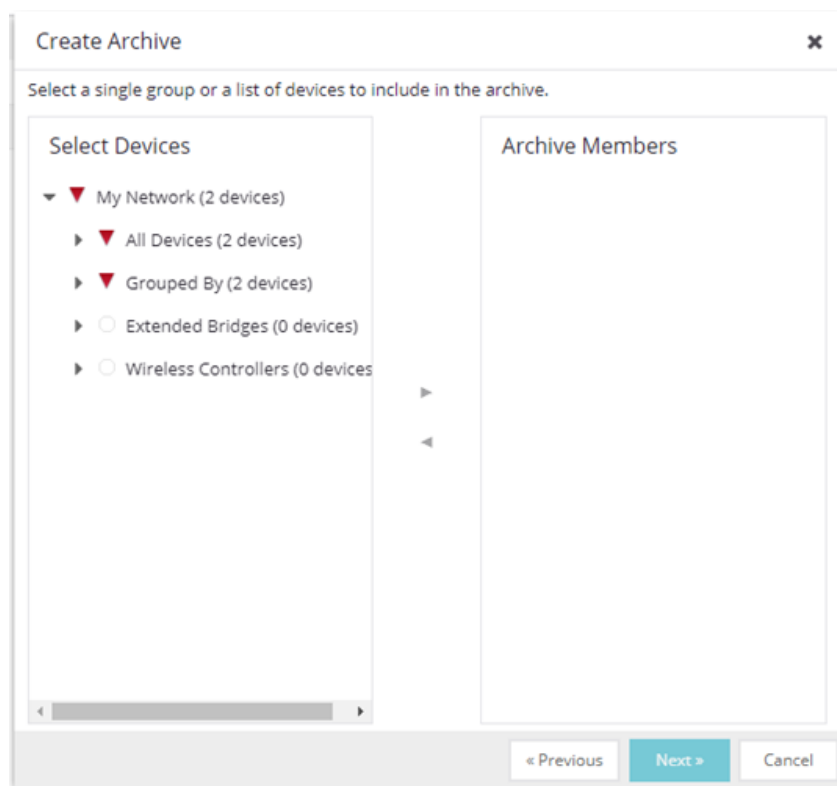 Create Archive
Select a single group or a list of devices to include in the archive.
Select Devices
My Network (2 devices)
All Devices (2 devices)
Grouped By (2 devices)
Extended Bridges (0 devices)
Wireless Controllers (0 devices
Archive Members
« Previous
Next »
Cancel